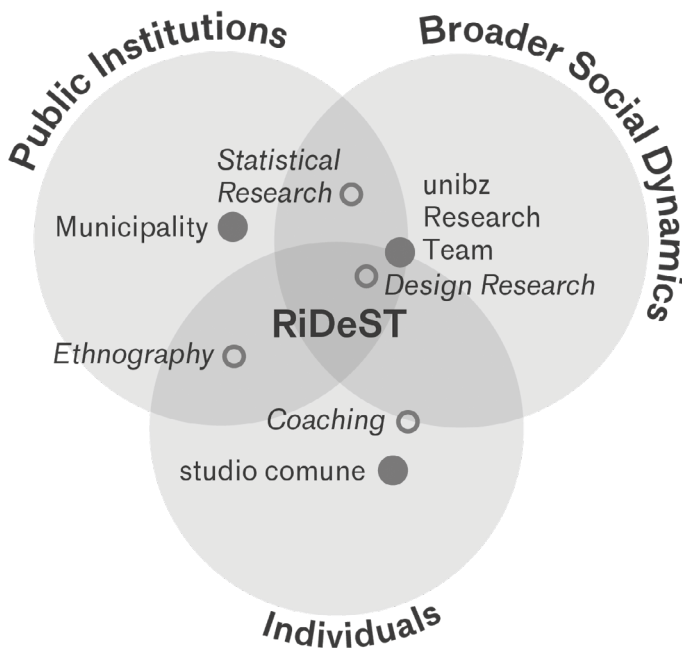 Public Institutions
Broader Social Dynamics
Statistical
Research
unibz
Research
Team
Municipality
Design Research
RiDeST
Ethnography
Coaching
studio comune
Individuals